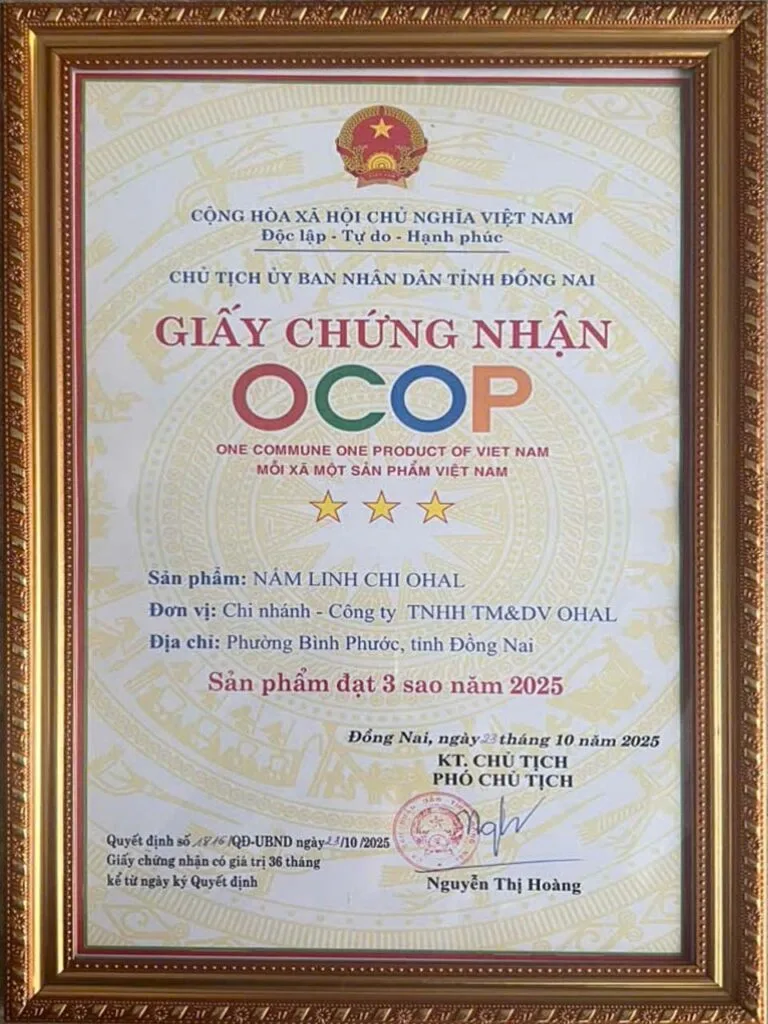 CỘNG HÒA XÃ HỘI CHỦ NGHĨA VIỆT NAM
Độc lập - Tự do - Hạnh phúc
CHỦ TỊCH ỦY BAN NHÂN DÂN TỈNH ĐỒNG NAI
GIẤY CHỨNG NHẬN
OCOP
ONE COMMUNE ONE PRODUCT OF VIET NAM
MỖI XÃ MỘT SẢN PHẨM VIỆT NAM
Sản phẩm: NẤM LINH CHI OHAL
Đơn vị: Chi nhánh - Công ty TNHH TM&DV OHAL
Địa chỉ: Phường Bình Phước, tỉnh Đồng Nai
Sản phẩm đạt 3 sao năm 2025
Đồng Nai, ngày 23 tháng 10 năm 2025
KT. CHỦ TỊCH
PHÓ CHỦ TỊCH
Quyết định số /QĐ-UBND ngày 23/10/2025
Giấy chứng nhận có giá trị 36 tháng
kể từ ngày ký Quyết định
Nguyễn Thị Hoàng